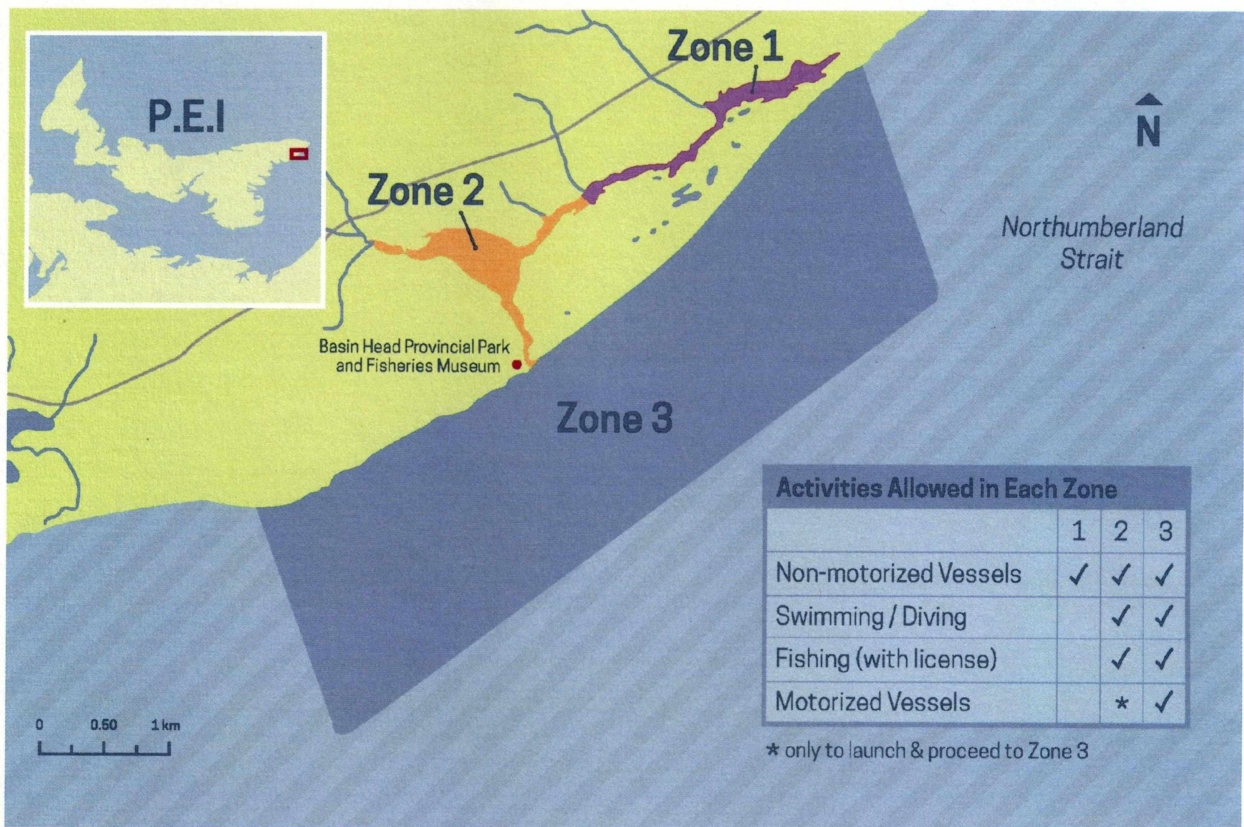 Zone 1
P.E.I
N
Zone 2
Northumberland
Strait
Basin Head Provincial Park
and Fisheries Museum
Zone 3
Activities Allowed in Each Zone
1 2 3
Non-motorized Vessels ✓ ✓ ✓
Swimming / Diving ✓ ✓
Fishing (with license) ✓ ✓
Motorized Vessels * ✓
* only to launch & proceed to Zone 3
0 0.50 1 km